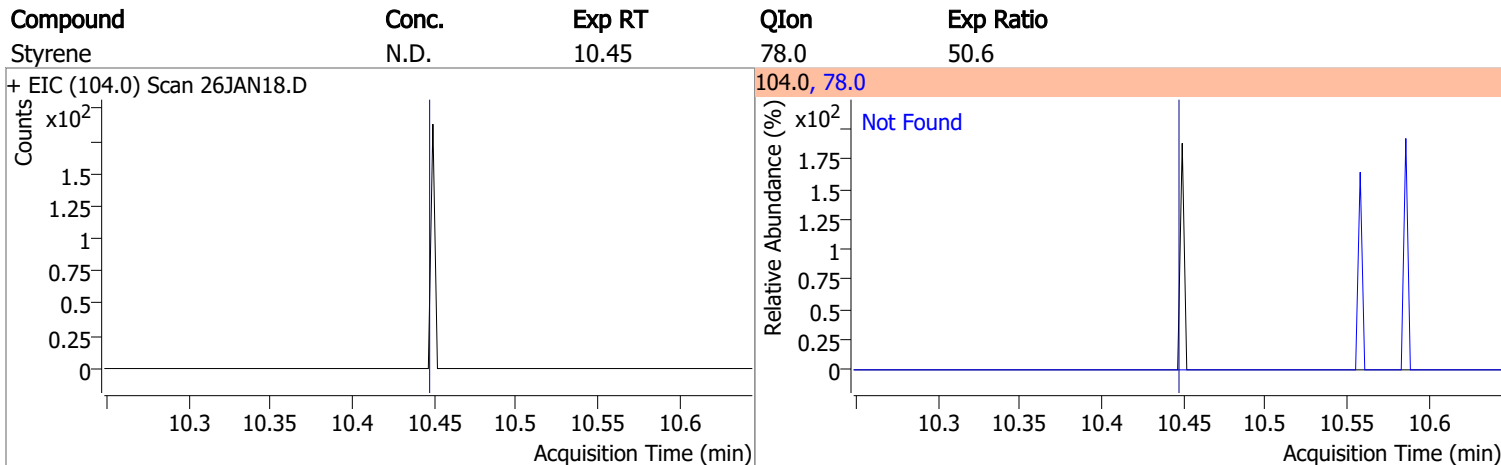 Compound Conc. Exp RT QIon Exp Ratio
Styrene N.D. 10.45 78.0 50.6
+ EIC (104.0) Scan 26JAN18.D
Counts
x10²
1.5
1.25
1
0.75
0.5
0.25
0
10.3 10.35 10.4 10.45 10.5 10.55 10.6
Acquisition Time (min)
104.0, 78.0
Relative Abundance (%)
x10²
Not Found
1.75
1.5
1.25
1
0.75
0.5
0.25
0
10.3 10.35 10.4 10.45 10.5 10.55 10.6
Acquisition Time (min)